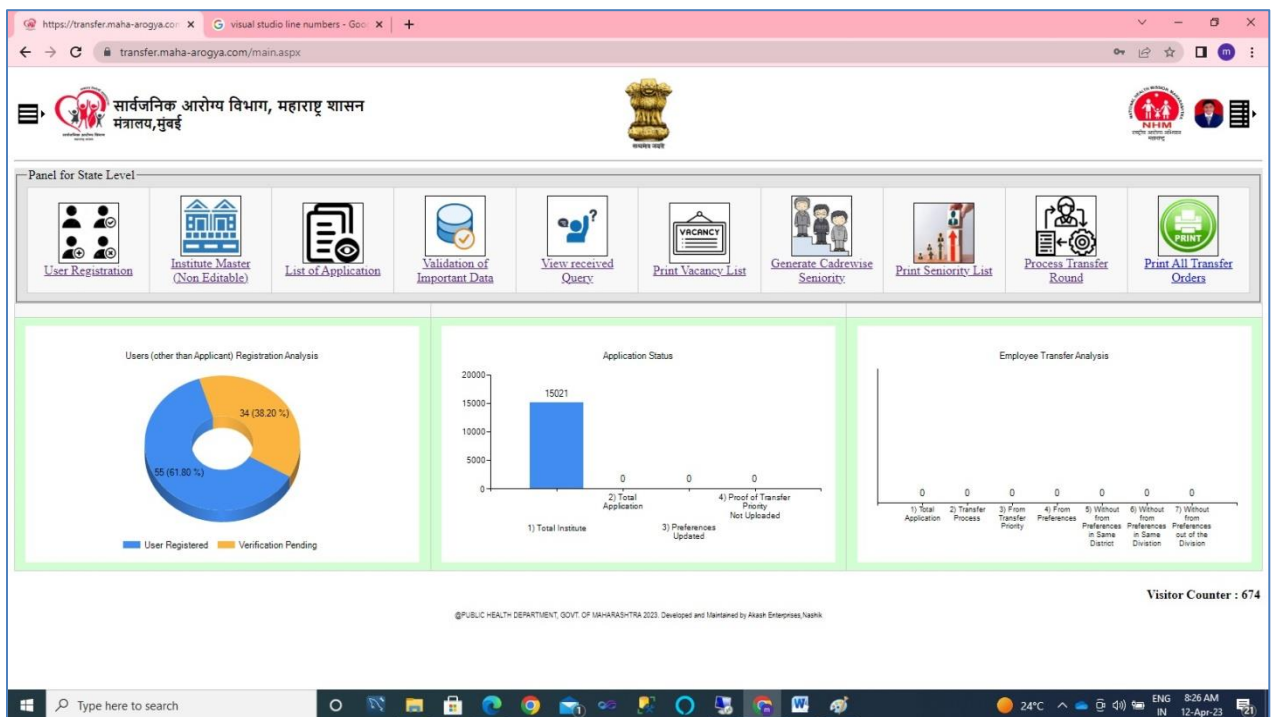 https://transfer.maha-arogya.con
visual studio line numbers - Goo
transfer.maha-arogya.com/main.aspx
m
सार्वजनिक आरोग्य विभाग, महाराष्ट्र शासन
मंत्रालय,मुंबई
सत्यमेव जयते
NHM
Panel for State Level
User Registration
Institute Master
(Non Editable)
List of Application
Validation of
Important Data
View received
Query
VACANCY
Print Vacancy List
Generate Cadrewise
Seniority
Print Seniority List
Process Transfer
Round
PRINT
Print All Transfer
Orders
Users (other than Applicant) Registration Analysis
34 (38.20 %)
55 (61.80 %)
User Registered
Verification Pending
Application Status
20000
15000
10000
5000
0
15021
0
0
0
1) Total Institute
2) Total
Application
3) Preferences
Updated
4) Proof of Transfer
Priority
Not Uploaded
Employee Transfer Analysis
0 0 0 0 0 0 0
1) Total
Application
2) Transfer
Process
3) From
Transfer
Priority
4) From
Preferences
5) Without
from
Preferences
in Same
District
6) Without
from
Preferences
in Same
Divistion
7) Without
from
Preferences
out of the
Division
Visitor Counter : 674
@PUBLIC HEALTH DEPARTMENT, GOVT. OF MAHARASHTRA 2023. Developed and Maintained by Akash Enterprises,Nashik
Type here to search
24°C
ENG
IN
8:26 AM
12-Apr-23
21